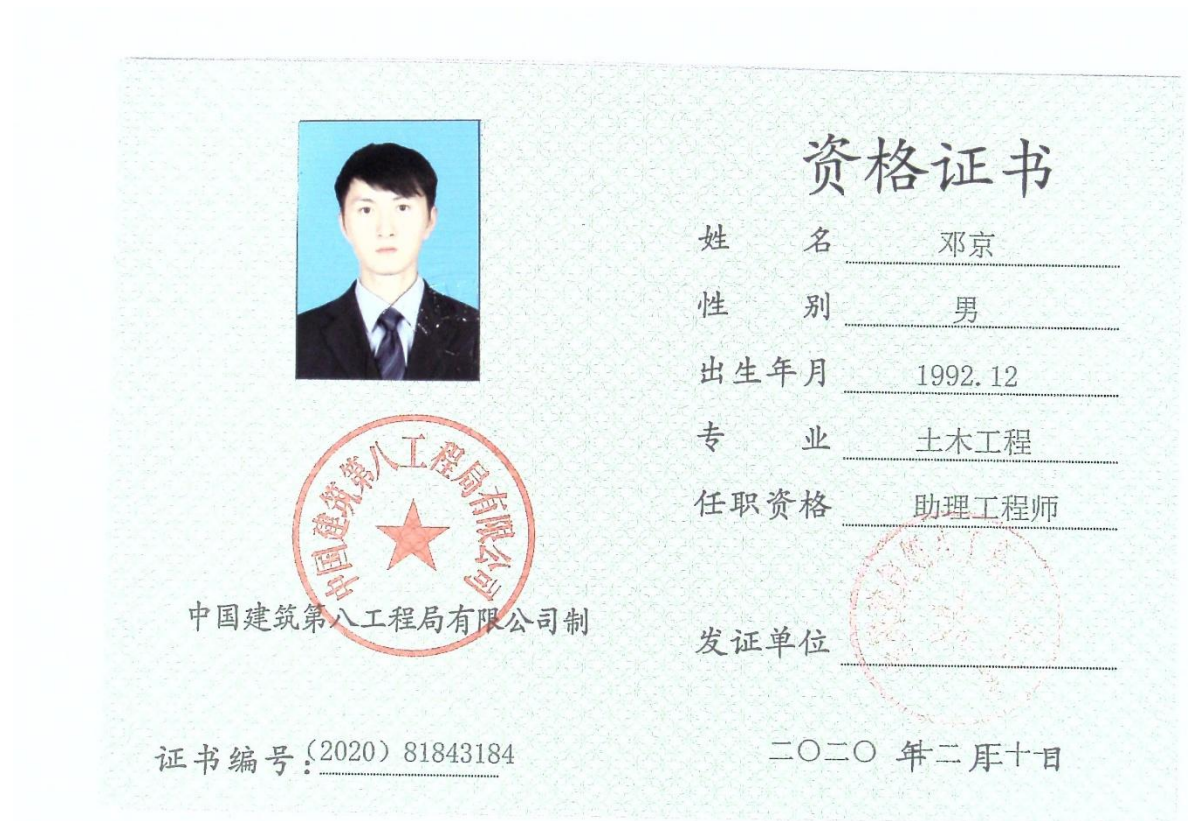 资格证书
姓 名 邓京
性 别 男
出生年月 1992.12
专 业 土木工程
任职资格 助理工程师
中国建筑第八工程局有限公司
中国建筑第八工程局有限公司制
发证单位
证书编号:(2020) 81843184
二〇二〇 年十二月二十一日